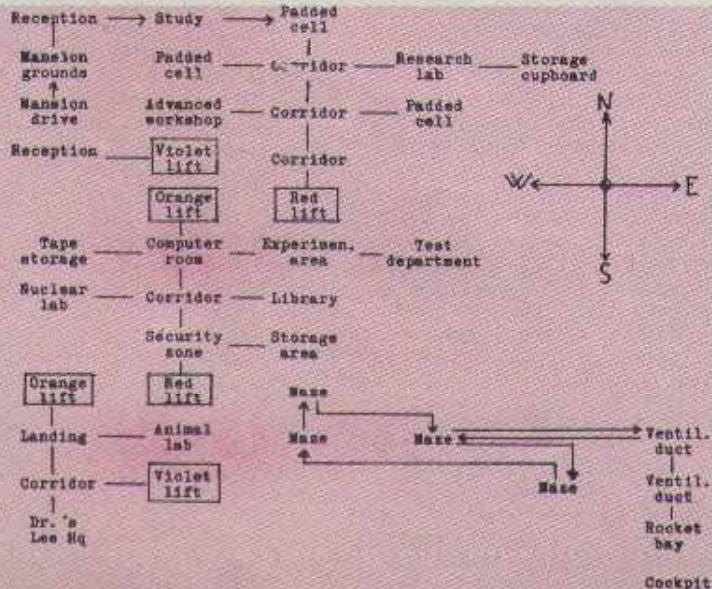 Padded
Reception Study cell
Mansion Padded Corridor Research Storage
grounds cell lab cupboard
Mansion Advanced Corridor Padded
drive workshop cell
N
Reception Violet Corridor
lift
W E
Orange Red
lift lift
Tape Computer Experimen. Test
storage room area department
S
Nuclear Corridor Library
lab
Security Storage
zone area
Orange Red Maze
lift lift
Landing Animal Maze Maze Ventil.
lab duct
Corridor Violet Maze Ventil.
lift duct
Dr.'s Rocket
Lee Hq bay
Cockpit